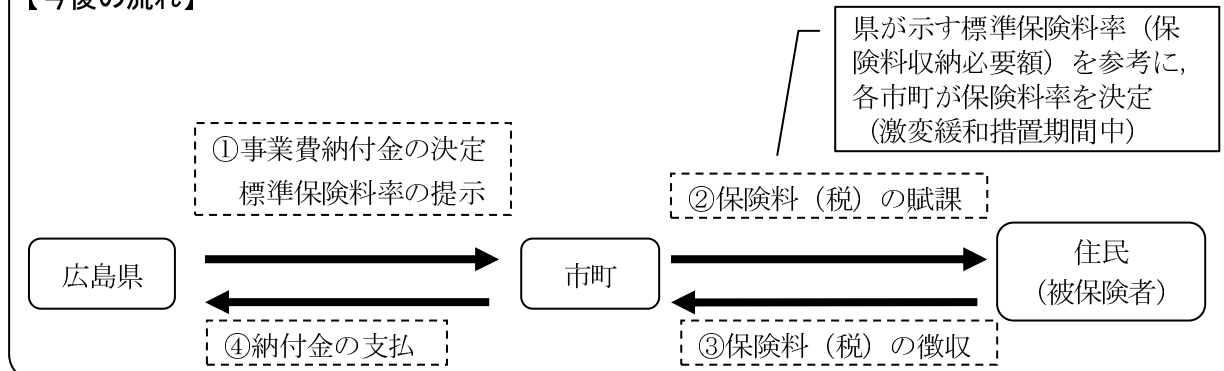 【今後の流れ】
県が示す標準保険料率（保
険料収納必要額）を参考に，
各市町が保険料率を決定
（激変緩和措置期間中）
①事業費納付金の決定
標準保険料率の提示
②保険料（税）の賦課
広島県
市町
住民
（被保険者）
④納付金の支払
③保険料（税）の徴収